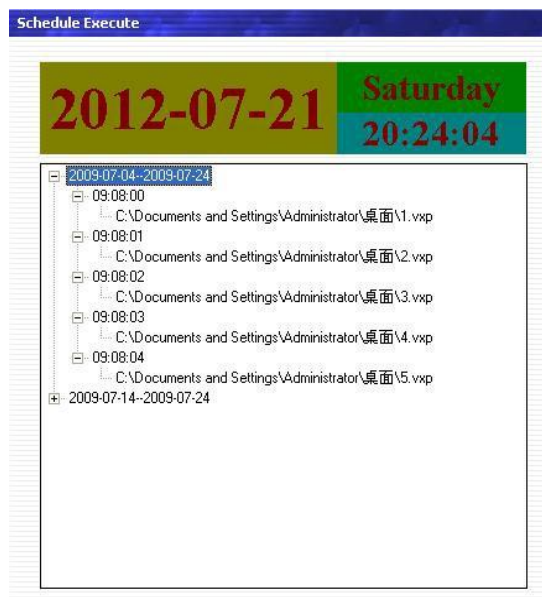 Schedule Execute
2012-07-21
Saturday
20:24:04
2009-07-04--2009-07-24
09:08:00
C:\Documents and Settings\Administrator\桌面\1.vxp
09:08:01
C:\Documents and Settings\Administrator\桌面\2.vxp
09:08:02
C:\Documents and Settings\Administrator\桌面\3.vxp
09:08:03
C:\Documents and Settings\Administrator\桌面\4.vxp
09:08:04
C:\Documents and Settings\Administrator\桌面\5.vxp
2009-07-14--2009-07-24